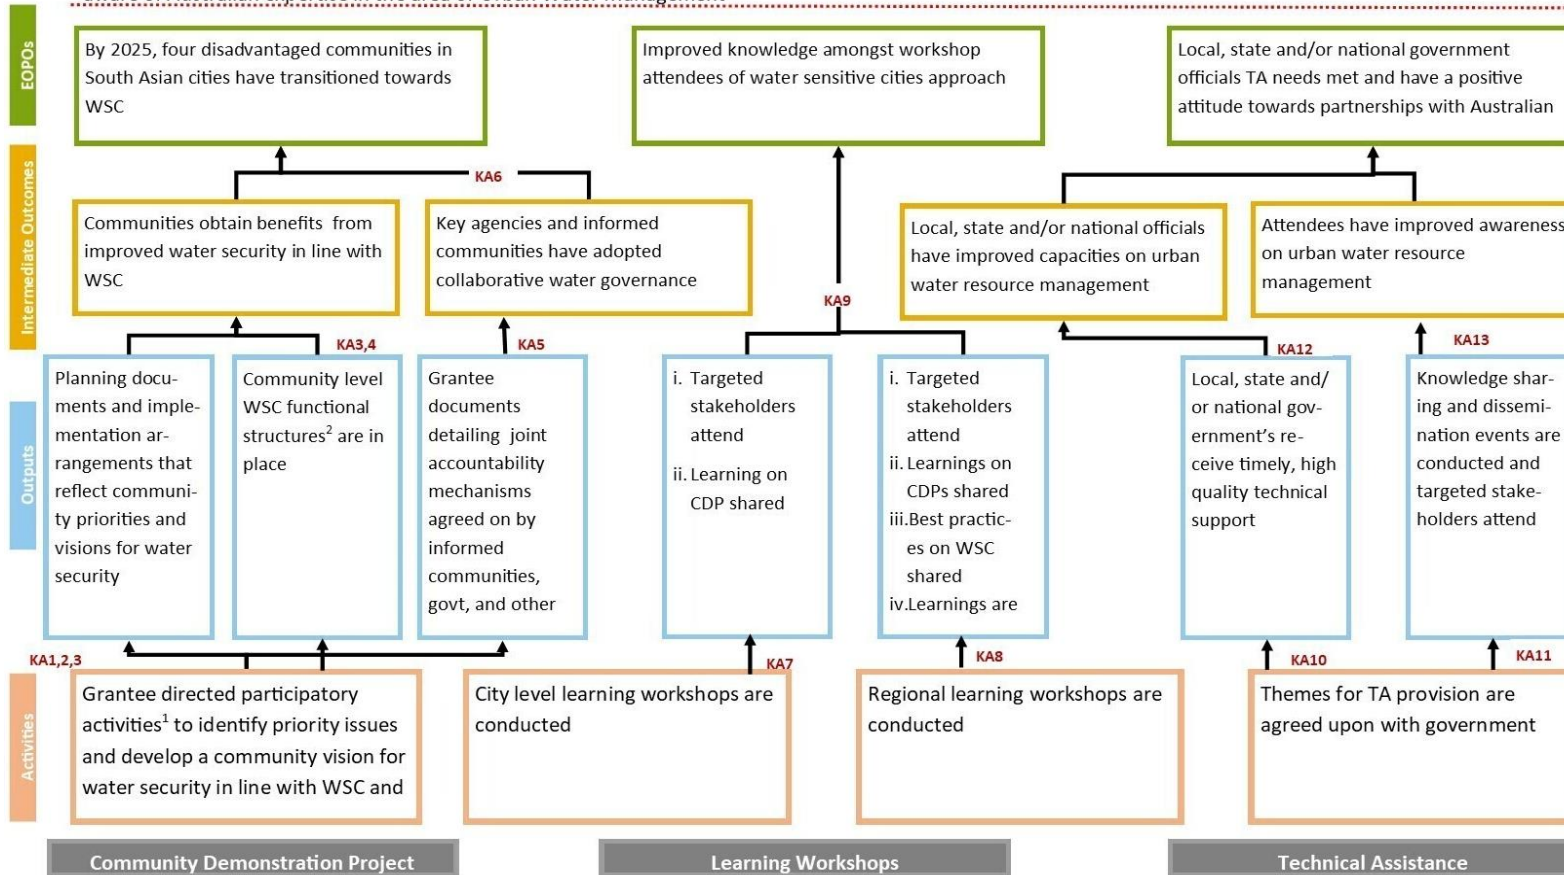 EOPOs
By 2025, four disadvantaged communities in
South Asian cities have transitioned towards
WSC
Improved knowledge amongst workshop
attendees of water sensitive cities approach
Local, state and/or national government
officials TA needs met and have a positive
attitude towards partnerships with Australian
KA6
Intermediate Outcomes
Communities obtain benefits from
improved water security in line with
WSC
Key agencies and informed
communities have adopted
collaborative water governance
KA9
Local, state and/or national officials
have improved capacities on urban
water resource management
Attendees have improved awareness
on urban water resource
management
KA3,4
KA5
KA12
KA13
Outputs
Planning docu-
ments and imple-
mentation ar-
rangements that
reflect communi-
ty priorities and
visions for water
security
Community level
WSC functional
structures2 are in
place
Grantee
documents
detailing joint
accountability
mechanisms
agreed on by
informed
communities,
govt, and other
i. Targeted
stakeholders
attend
ii. Learning on
CDP shared
i. Targeted
stakeholders
attend
ii. Learnings on
CDPs shared
iii.Best practic-
es on WSC
shared
iv.Learnings are
Local, state and/
or national gov-
ernment's re-
ceive timely, high
quality technical
support
Knowledge shar-
ing and dissemi-
nation events are
conducted and
targeted stake-
holders attend
KA1,2,3
KA7
KA8
KA10
KA11
Activities
Grantee directed participatory
activities1 to identify priority issues
and develop a community vision for
water security in line with WSC and
City level learning workshops are
conducted
Regional learning workshops are
conducted
Themes for TA provision are
agreed upon with government
Community Demonstration Project
Learning Workshops
Technical Assistance